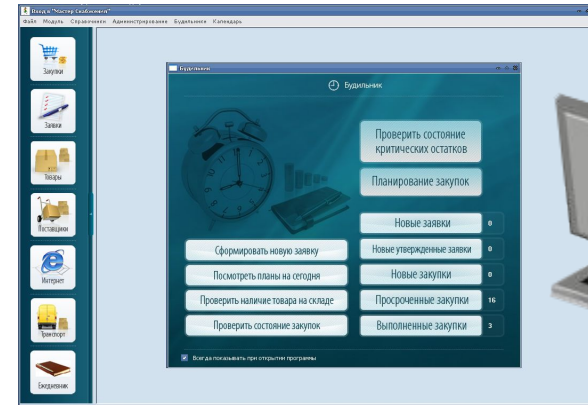 Вход в "Мастер Снабжения"
Файл Модуль Справочники Администрирование Будильники Календарь
Закупки
Заявки
Товары
Поставщики
Интернет
Транспорт
Ежедневник
Будильник
Будильник
Проверить состояние
критических остатков
Планирование закупок
Новые заявки 0
Сформировать новую заявку
Новые утвержденные заявки 0
Посмотреть планы на сегодня
Новые закупки 0
Проверить наличие товара на складе
Просроченные закупки 16
Проверить состояние закупок
Выполненные закупки 3
Всегда показывать при открытии программы